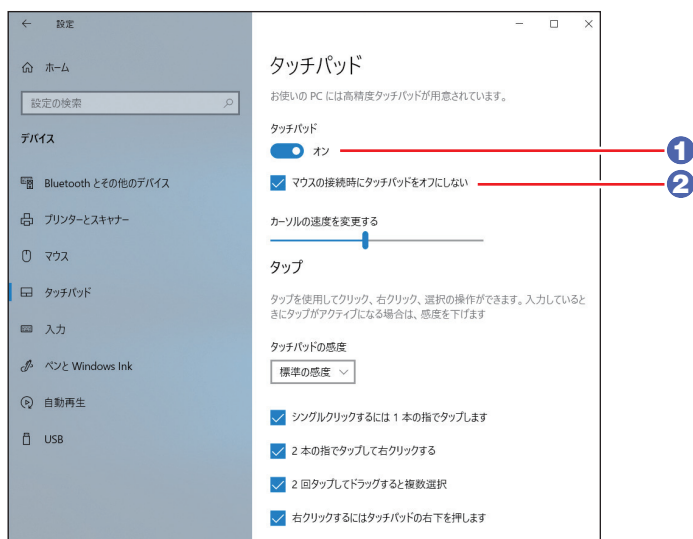 設定
ホーム
設定の検索
デバイス
Bluetooth とその他のデバイス
プリンターとスキャナー
マウス
タッチパッド
入力
ペンと Windows Ink
自動再生
USB
タッチパッド
お使いの PC には高精度タッチパッドが用意されています。
タッチパッド
オン
1
マウスの接続時にタッチパッドをオフにしない
2
カーソルの速度を変更する
タップ
タップを使用してクリック、右クリック、選択の操作ができます。入力していると
きにタップがアクティブになる場合は、感度を下げます
タッチパッドの感度
標準の感度
シングルクリックするには 1 本の指でタップします
2 本の指でタップして右クリックする
2 回タップしてドラッグすると複数選択
右クリックするにはタッチパッドの右下を押します